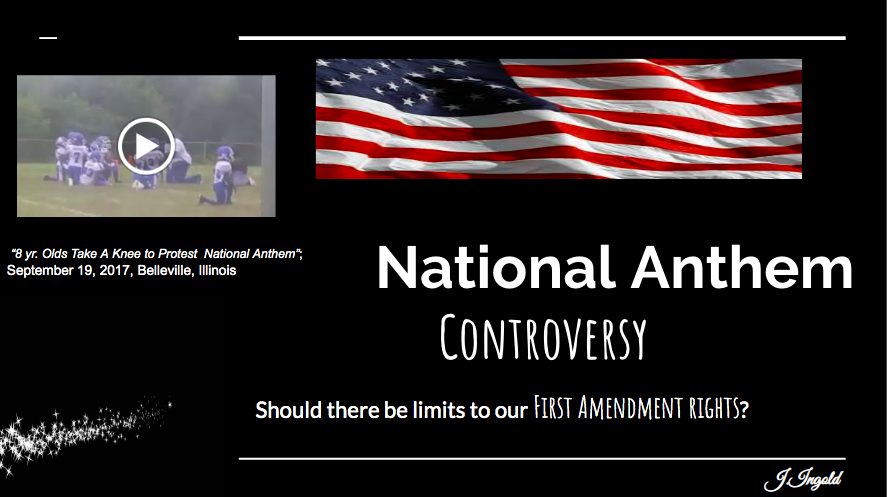 "8 yr. Olds Take A Knee to Protest National Anthem";
September 19, 2017, Belleville, Illinois
National Anthem
Controversy
Should there be limits to our First Amendment rights?
J.Ingold